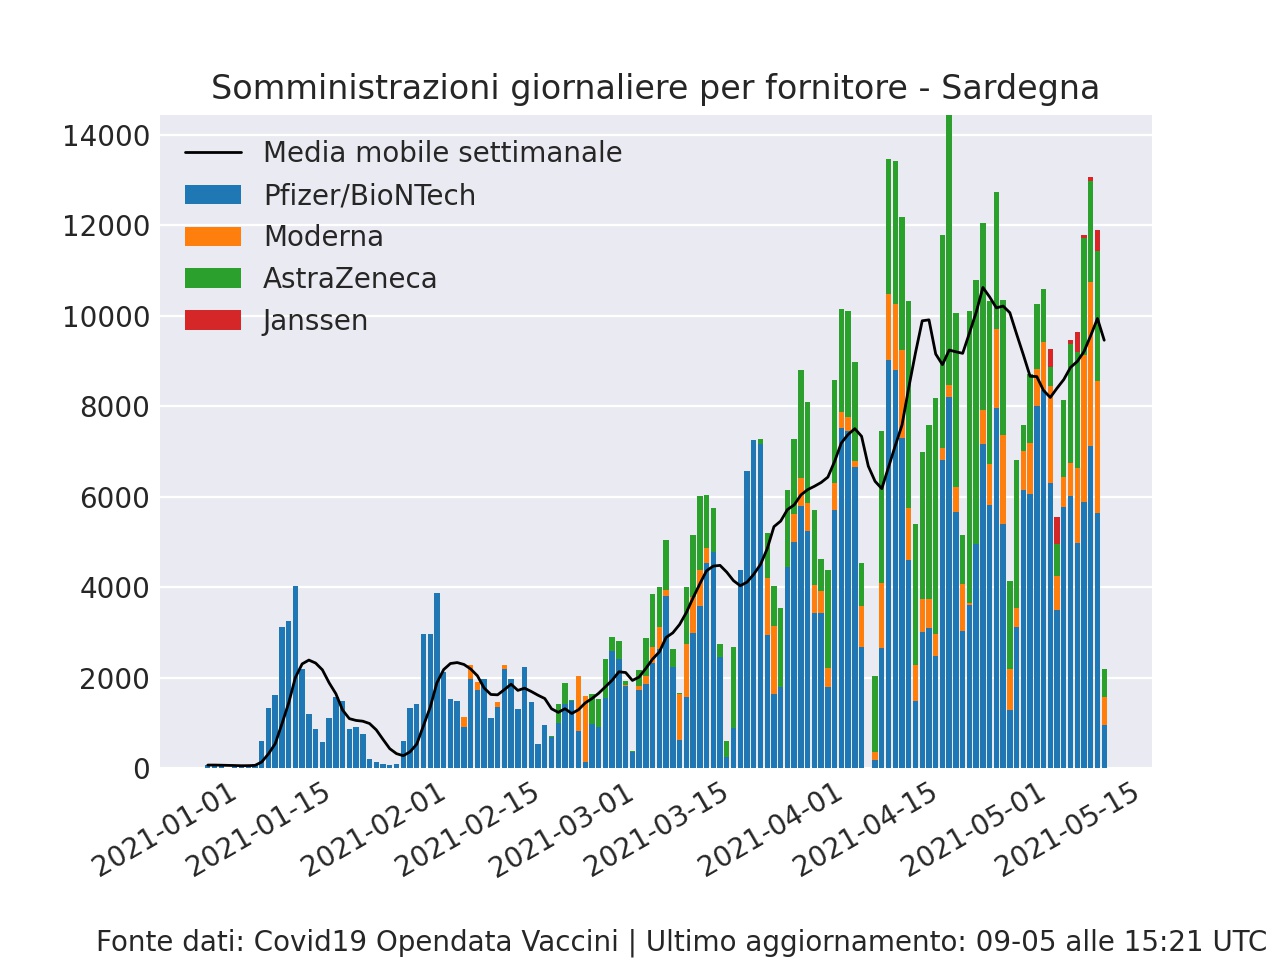 Somministrazioni giornaliere per fornitore - Sardegna
14000
12000
10000
8000
6000
4000
2000
0
Media mobile settimanale
Pfizer/BioNTech
Moderna
AstraZeneca
Janssen
2021-01-01
2021-01-15
2021-02-01
2021-02-15
2021-03-01
2021-03-15
2021-04-01
2021-04-15
2021-05-01
2021-05-15
Fonte dati: Covid19 Opendata Vaccini | Ultimo aggiornamento: 09-05 alle 15:21 UTC